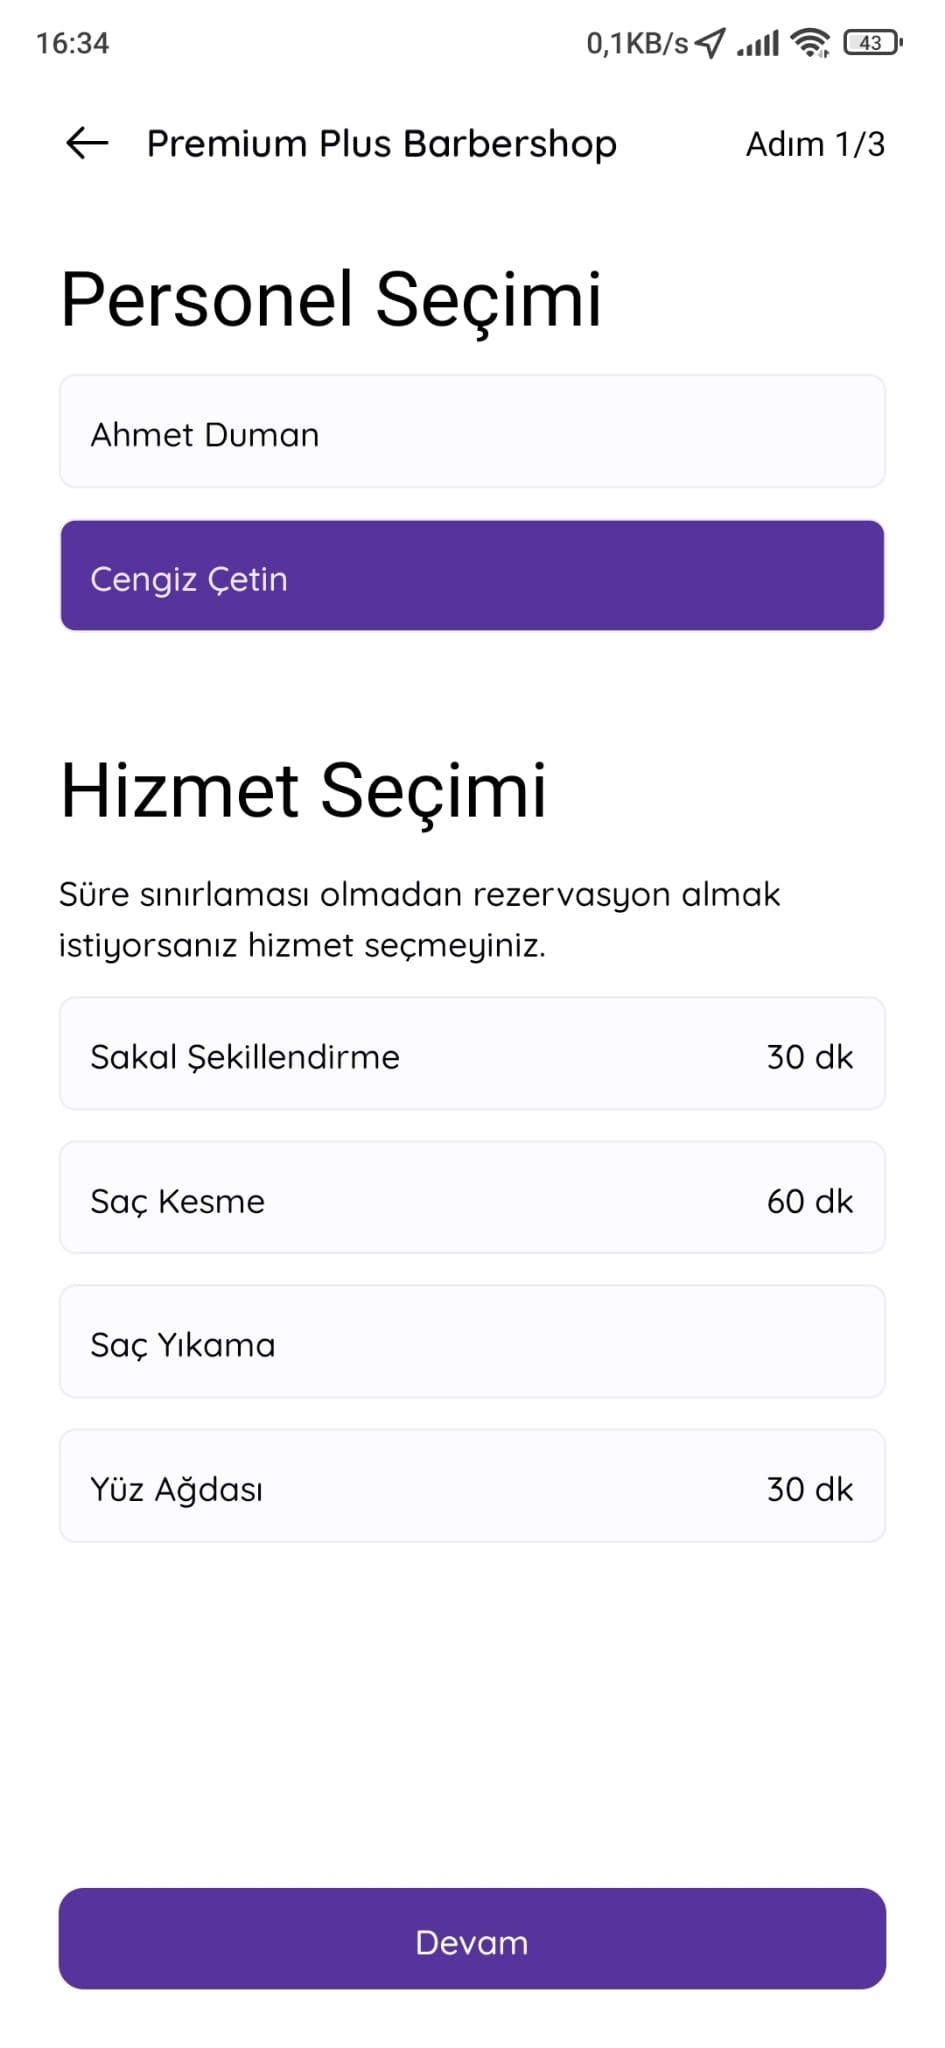 16:34
0,1KB/s
43
Premium Plus Barbershop
Adım 1/3
Personel Seçimi
Ahmet Duman
Cengiz Çetin
Hizmet Seçimi
Süre sınırlaması olmadan rezervasyon almak
istiyorsanız hizmet seçmeyiniz.
Sakal Şekillendirme 30 dk
Saç Kesme 60 dk
Saç Yıkama
Yüz Ağdası 30 dk
Devam